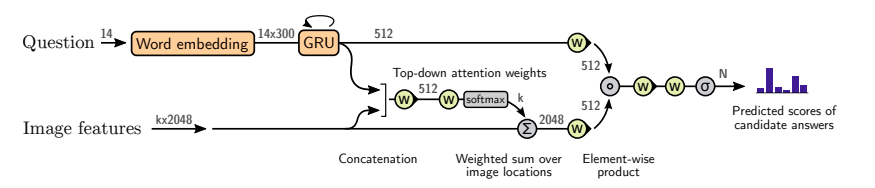 Question
14
Word embedding
14x300
GRU
512
w
Top-down attention weights
512
512
w
512
w
softmax
k
∘
w
w
σ
N
512
Image features
kx2048
Σ
2048
w
Predicted scores of
candidate answers
Concatenation
Weighted sum over
image locations
Element-wise
product